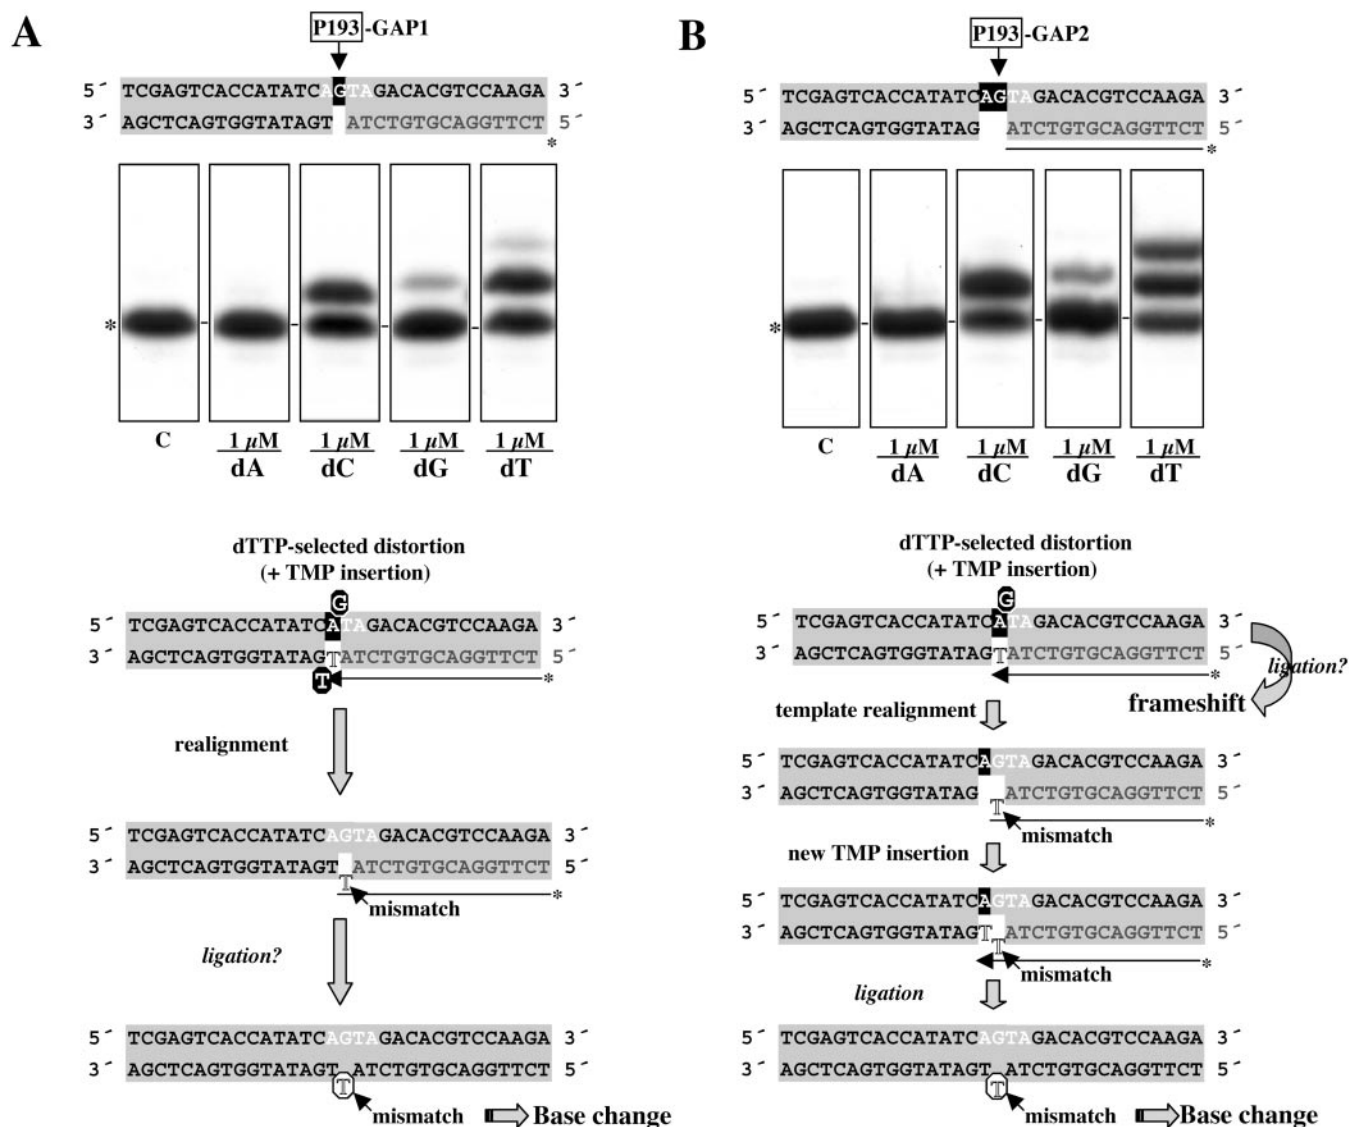 A
P193 -GAP1
5´ TCGAGTCACCATATCAGTAGACACGTCCAAGA 3´
3´ AGCTCAGTGGTATAGT ATCTGTGCAGGTTCT 5´
*
* - - - -
C 1 µM 1 µM 1 µM 1 µM
dA dC dG dT
dTTP-selected distortion
(+ TMP insertion)
G
5´ TCGAGTCACCATATCATAGACACGTCCAAGA 3´
3´ AGCTCAGTGGTATAGTATCTGTGCAGGTTCT 5´
T *
realignment
5´ TCGAGTCACCATATCAGTAGACACGTCCAAGA 3´
3´ AGCTCAGTGGTATAGT ATCTGTGCAGGTTCT 5´
T *
mismatch
ligation?
5´ TCGAGTCACCATATCAGTAGACACGTCCAAGA 3´
3´ AGCTCAGTGGTATAGT ATCTGTGCAGGTTCT 5´
T
mismatch Base change
B
P193 -GAP2
5´ TCGAGTCACCATATCAGTAGACACGTCCAAGA 3´
3´ AGCTCAGTGGTATAG ATCTGTGCAGGTTCT 5´
*
* - - - -
C 1 µM 1 µM 1 µM 1 µM
dA dC dG dT
dTTP-selected distortion
(+ TMP insertion)
G
5´ TCGAGTCACCATATCATAGACACGTCCAAGA 3´
3´ AGCTCAGTGGTATAGTATCTGTGCAGGTTCT 5´
*
ligation?
frameshift
template realignment
5´ TCGAGTCACCATATCAGTAGACACGTCCAAGA 3´
3´ AGCTCAGTGGTATAG ATCTGTGCAGGTTCT 5´
T *
mismatch
new TMP insertion
5´ TCGAGTCACCATATCAGTAGACACGTCCAAGA 3´
3´ AGCTCAGTGGTATAGT ATCTGTGCAGGTTCT 5´
T *
mismatch
ligation
5´ TCGAGTCACCATATCAGTAGACACGTCCAAGA 3´
3´ AGCTCAGTGGTATAGT ATCTGTGCAGGTTCT 5´
T
mismatch Base change